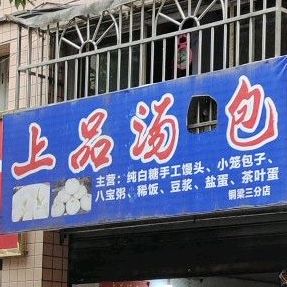 上品汤包
主营：纯白糖手工馒头、小笼包子、
八宝粥、稀饭、豆浆、盐蛋、茶叶蛋
铜梁三分店